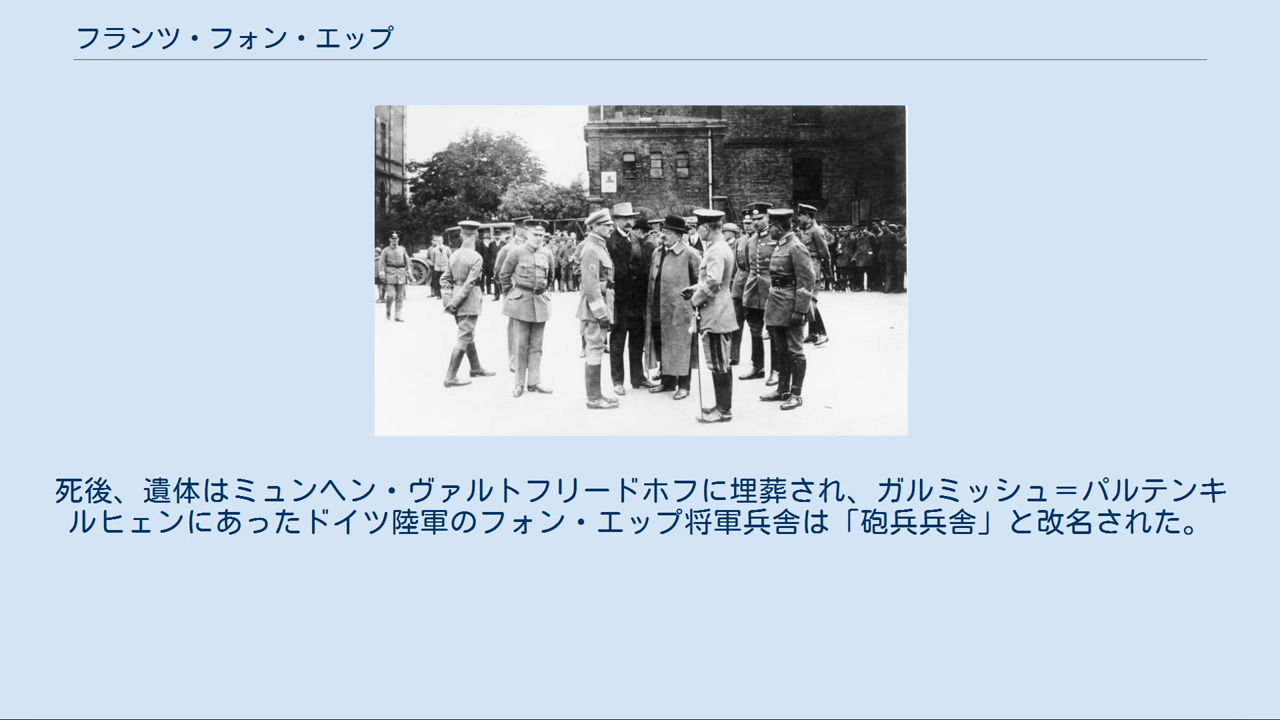 フランツ・フォン・エップ
死後、遺体はミュンヘン・ヴァルトフリードホフに埋葬され、ガルミッシュ＝パルテンキ
ルヒェンにあったドイツ陸軍のフォン・エップ将軍兵舎は「砲兵兵舎」と改名された。